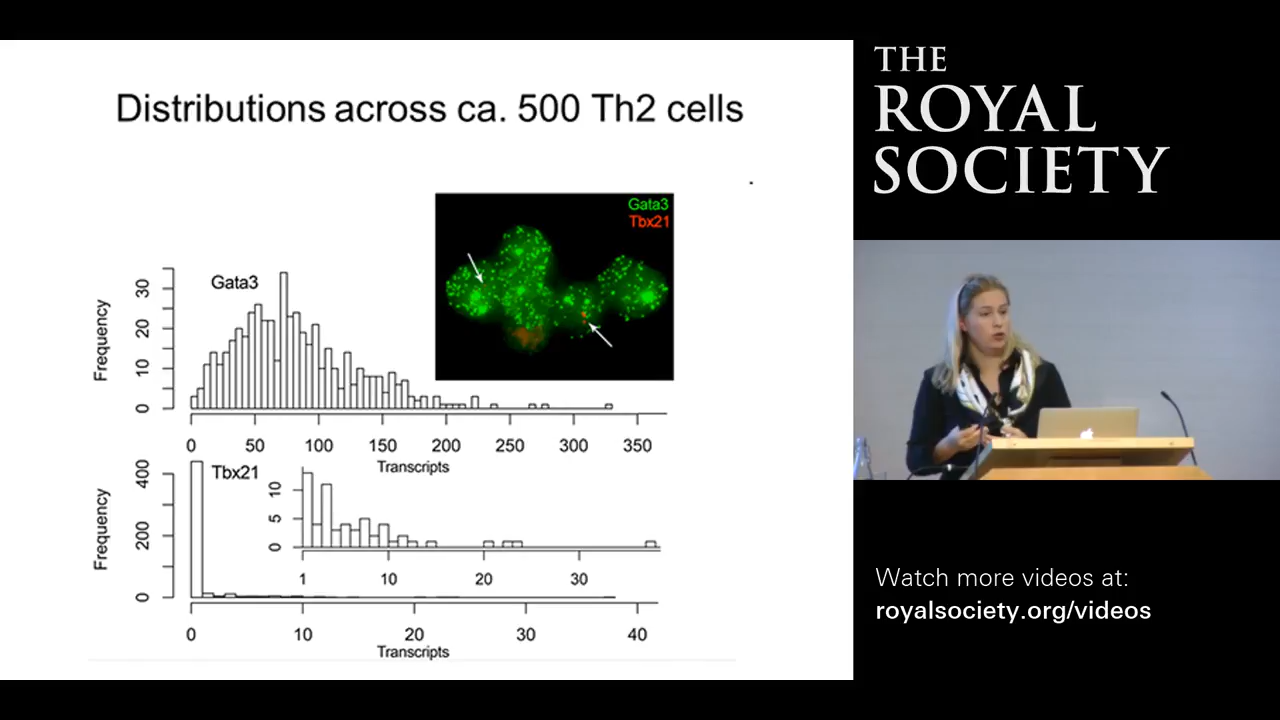 Distributions across ca. 500 Th2 cells
Gata3
Tbx21
Gata3
Frequency
0 10 20 30
0 50 100 150 200 250 300 350
Transcripts
Tbx21
Frequency
0 200 400
0 5 10
1 10 20 30
0 10 20 30 40
Transcripts
THE
ROYAL
SOCIETY
Watch more videos at:
royalsociety.org/videos